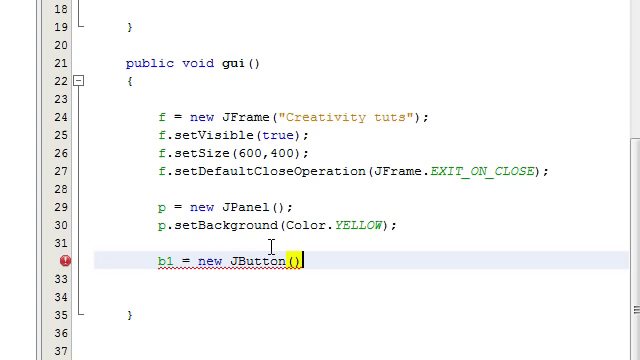 18
19 }
20
21 public void gui()
22 {
23
24 f = new JFrame("Creativity tuts");
25 f.setVisible(true);
26 f.setSize(600,400);
27 f.setDefaultCloseOperation(JFrame.EXIT_ON_CLOSE);
28
29 p = new JPanel();
30 p.setBackground(Color.YELLOW);
31
b1 = new JButton()
33
34
35 }
36
37